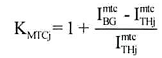 K_MTCj = 1 + (I_BG^mtc - I_THj^mtc) / I_THj^mtc